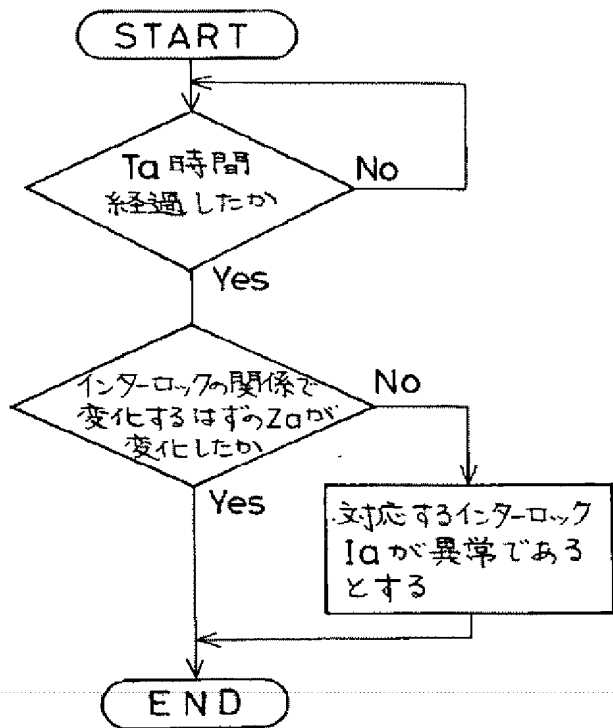 START
Ta時間
経過したか
No
Yes
インターロックの関係で
変化するはずのZaが
変化したか
No
Yes
対応するインターロック
Iaが異常である
とする
END